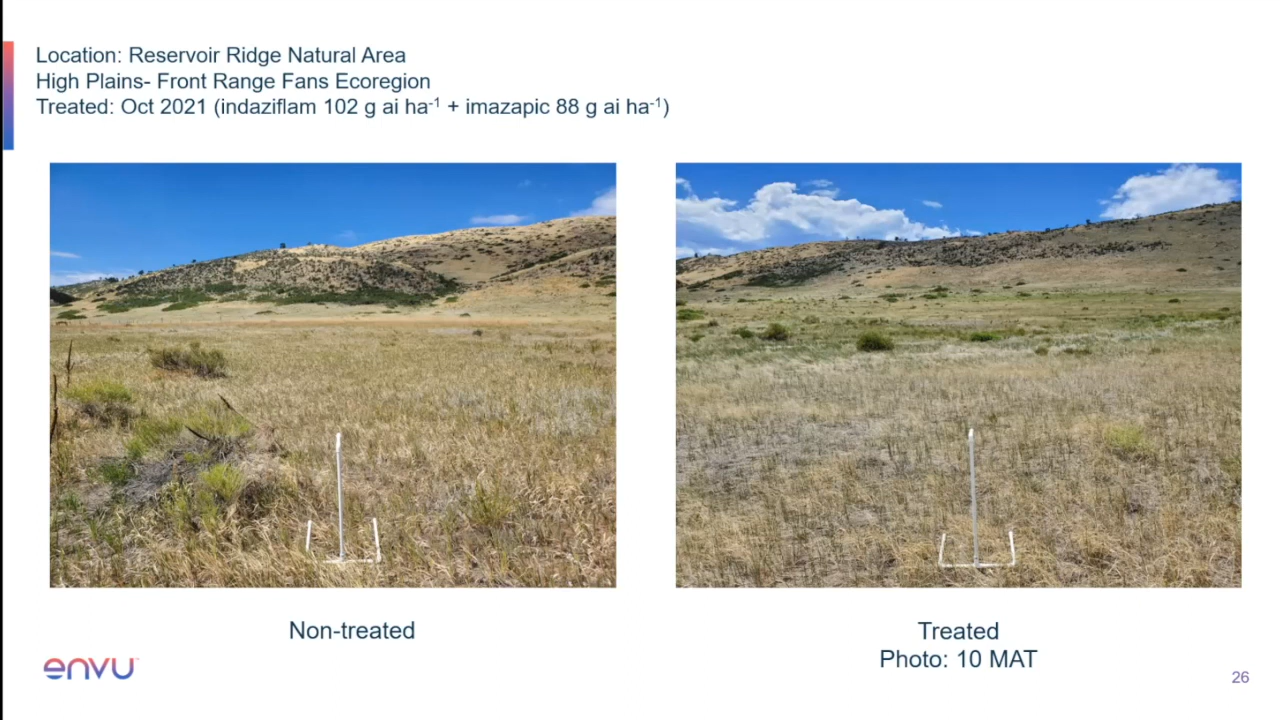 Location: Reservoir Ridge Natural Area
High Plains- Front Range Fans Ecoregion
Treated: Oct 2021 (indaziflam 102 g ai ha⁻¹ + imazapic 88 g ai ha⁻¹)
Non-treated
Treated
Photo: 10 MAT
envu
26